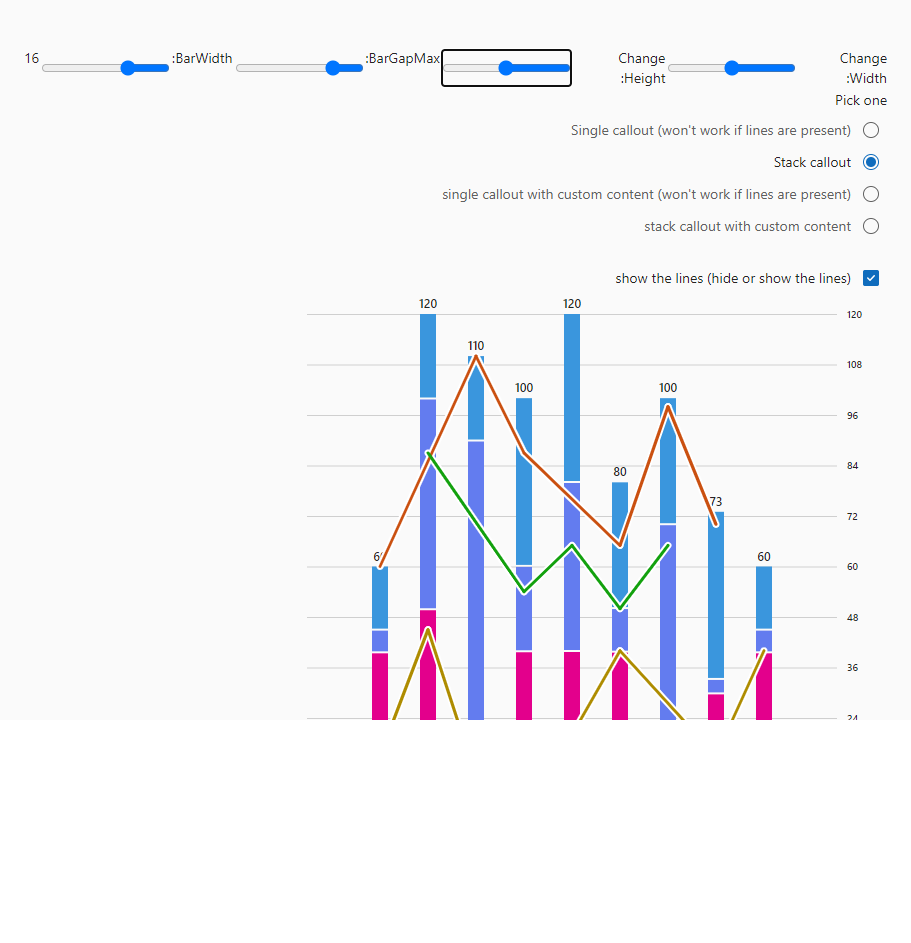 16 :BarWidth :BarGapMax Change :Height Change :Width
Pick one
Single callout (won't work if lines are present)
Stack callout
single callout with custom content (won't work if lines are present)
stack callout with custom content
show the lines (hide or show the lines)
120 120 120
110
108
100 100
96
84
80
73
72
60 60
48
36
24